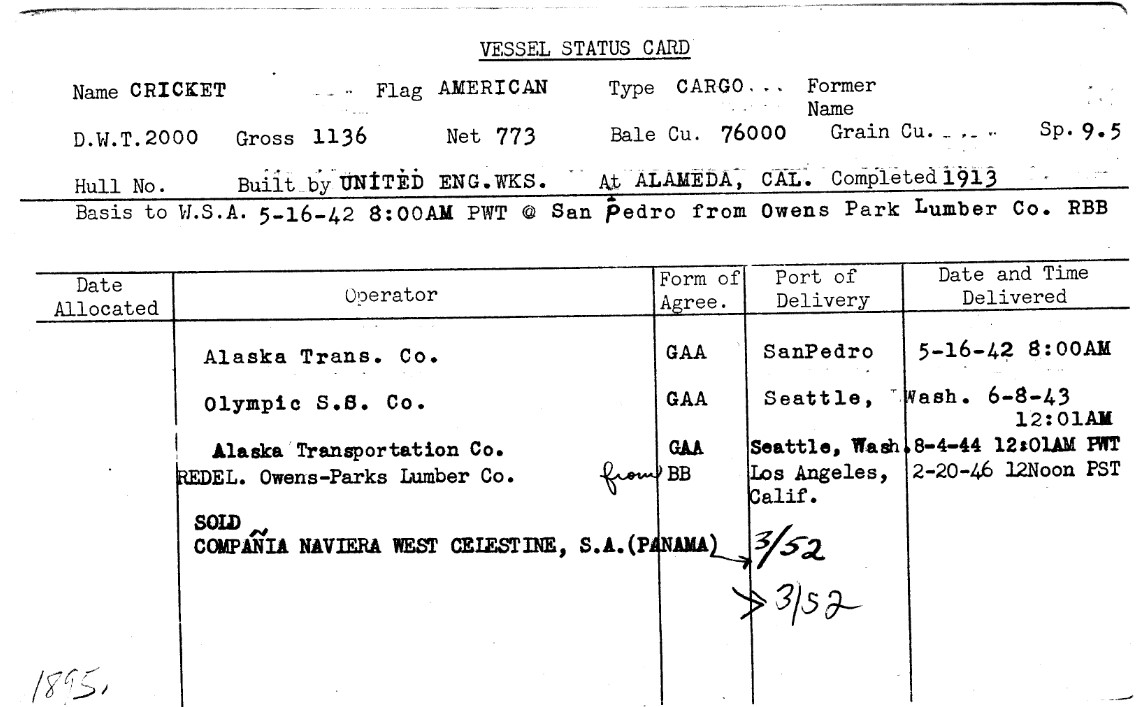 VESSEL STATUS CARD
Name CRICKET Flag AMERICAN Type CARGO... Former Name
D.W.T.2000 Gross 1136 Net 773 Bale Cu. 76000 Grain Cu. Sp.9.5
Hull No. Built by UNITED ENG.WKS. At ALAMEDA, CAL. Completed 1913
Basis to W.S.A. 5-16-42 8:00AM PWT @ San Pedro from Owens Park Lumber Co. RBB
Date Allocated Operator Form of Agree. Port of Delivery Date and Time Delivered
Alaska Trans. Co. GAA SanPedro 5-16-42 8:00AM
Olympic S.S. Co. GAA Seattle, Wash. 6-8-43
12:01AM
Alaska Transportation Co. GAA Seattle, Wash.8-4-44 12:01AM PWT
REDEL. Owens-Parks Lumber Co. from BB Los Angeles, 2-20-46 12Noon PST
Calif.
SOLD
COMPAÑIA NAVIERA WEST CELESTINE, S.A.(PANAMA) 3/52
3/52
1895.